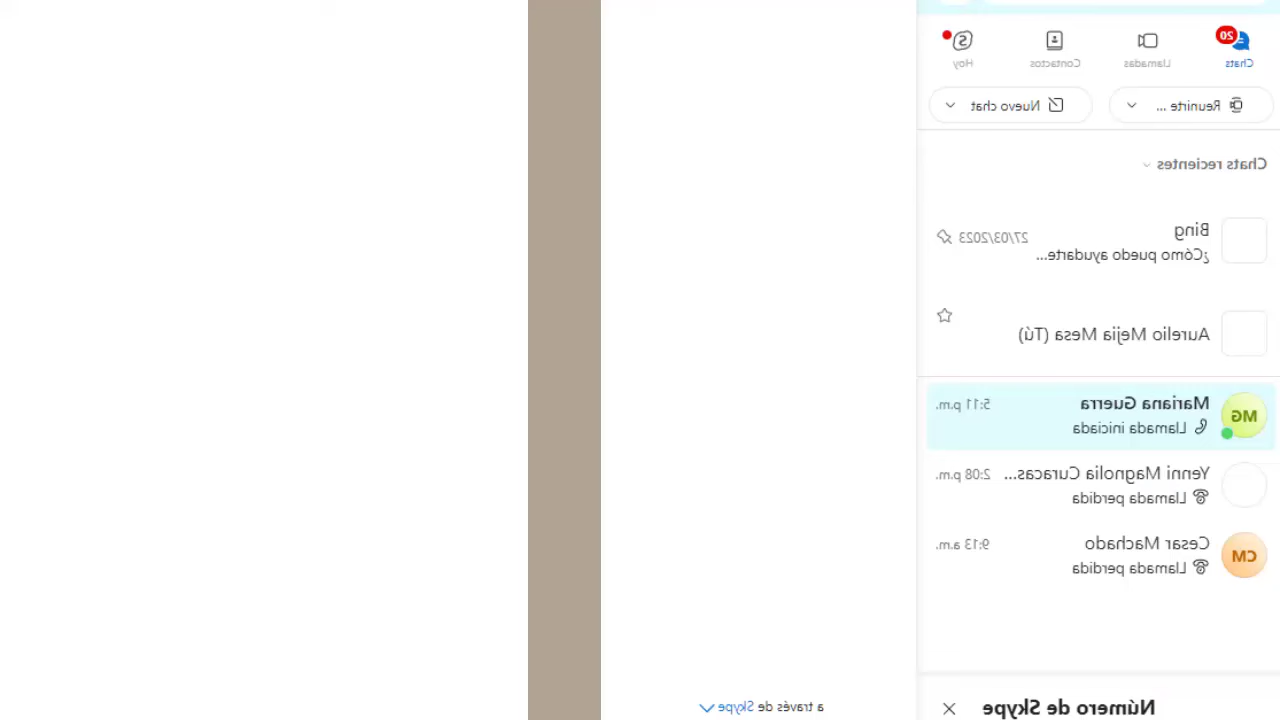 20
Chats
Llamadas
Contactos
Hoy
Reunirte ...
Nuevo chat
Chats recientes
Bing
27/03/2023
¿Cómo puedo ayudarte...
Aurelio Mejia Mesa (Tú)
MG
Mariana Guerra
5:11 p.m.
Llamada iniciada
Yenni Magnolia Curacas...
2:08 p.m.
Llamada perdida
CM
Cesar Machado
9:13 a.m.
Llamada perdida
Número de Skype
a través de Skype